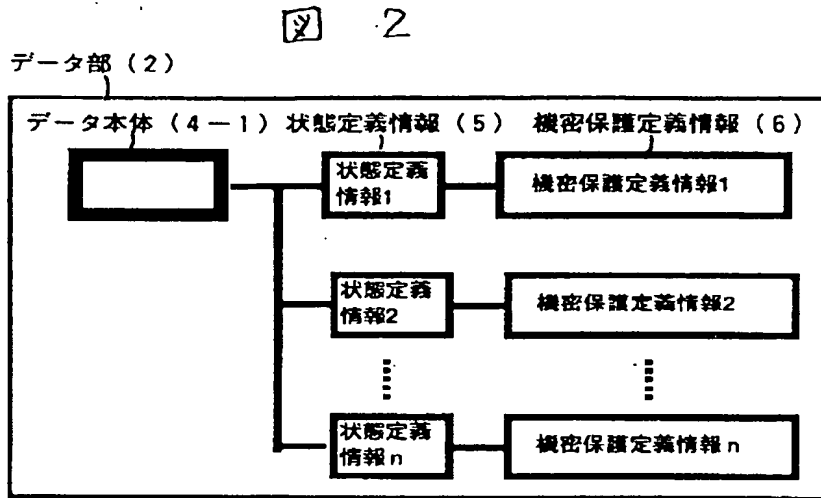 図 2
データ部(2)
データ本体(4-1) 状態定義情報(5) 機密保護定義情報(6)
状態定義
情報1
機密保護定義情報1
状態定義
情報2
機密保護定義情報2
状態定義
情報n
機密保護定義情報n